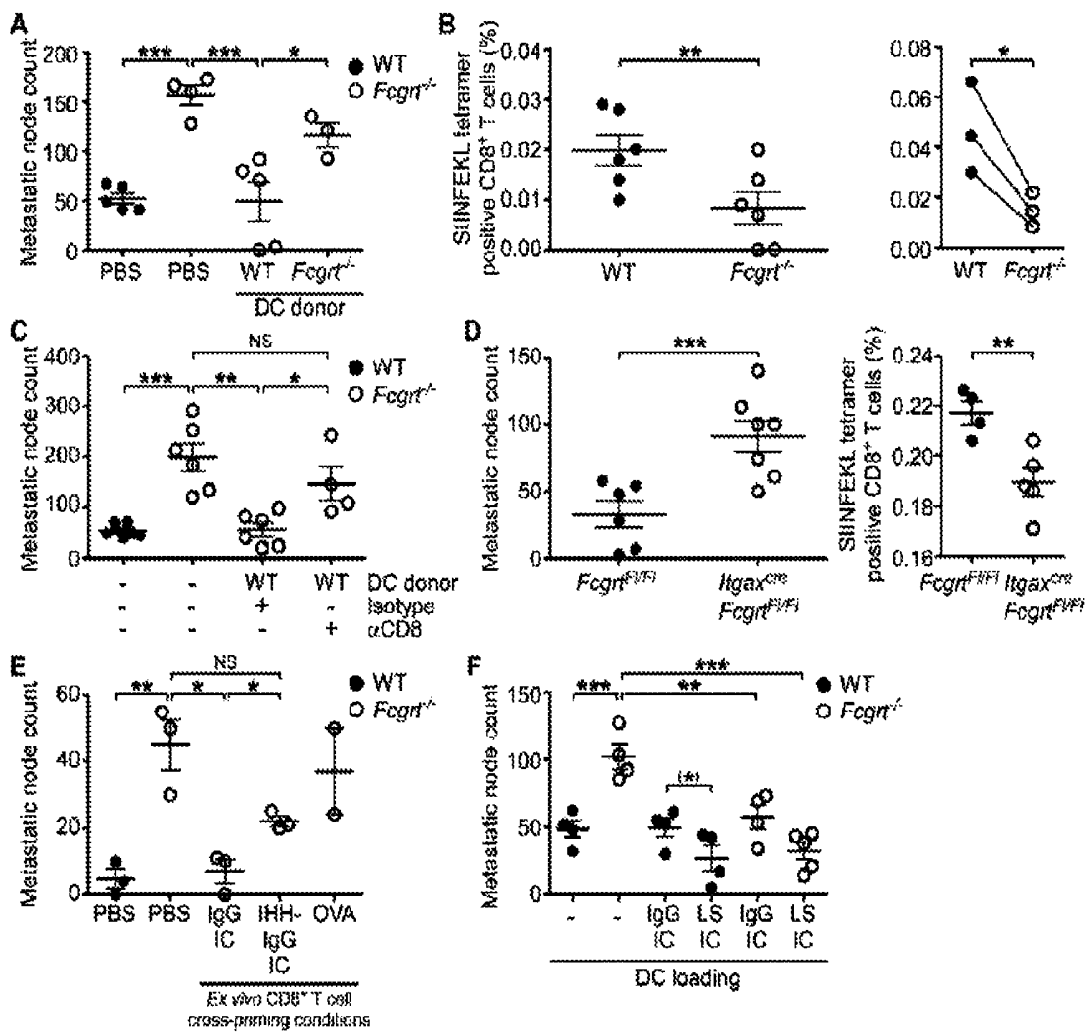 A
Metastatic node count
200
150
100
50
0
*** *** *
WT
Fcgrt-/-
PBS PBS WT Fcgrt-/-
DC donor
B
SIINFEKL tetramer
positive CD8+ T cells (%)
0.04
0.03
0.02
0.01
0.00
**
WT Fcgrt-/-
0.08
0.06
0.04
0.02
0.00
*
WT Fcgrt-/-
C
Metastatic node count
400
300
200
100
0
NS
*** ** *
WT
Fcgrt-/-
- - WT WT DC donor
- - + - Isotype
- - - + αCD8
D
Metastatic node count
150
100
50
0
***
FcgrtFl/Fl Itgaxcre
FcgrtFl/Fl
SIINFEKL tetramer
positive CD8+ T cells (%)
0.24
0.22
0.20
0.18
0.16
**
FcgrtFl/Fl Itgaxcre
FcgrtFl/Fl
E
Metastatic node count
60
40
20
0
NS
** * *
WT
Fcgrt-/-
PBS PBS IgG IHH- OVA
IC IgG
IC
Ex vivo CD8+ T cell
cross-priming conditions
F
Metastatic node count
150
100
50
0
***
*** **
(*)
WT
Fcgrt-/-
- - IgG LS IgG LS
IC IC IC IC
DC loading